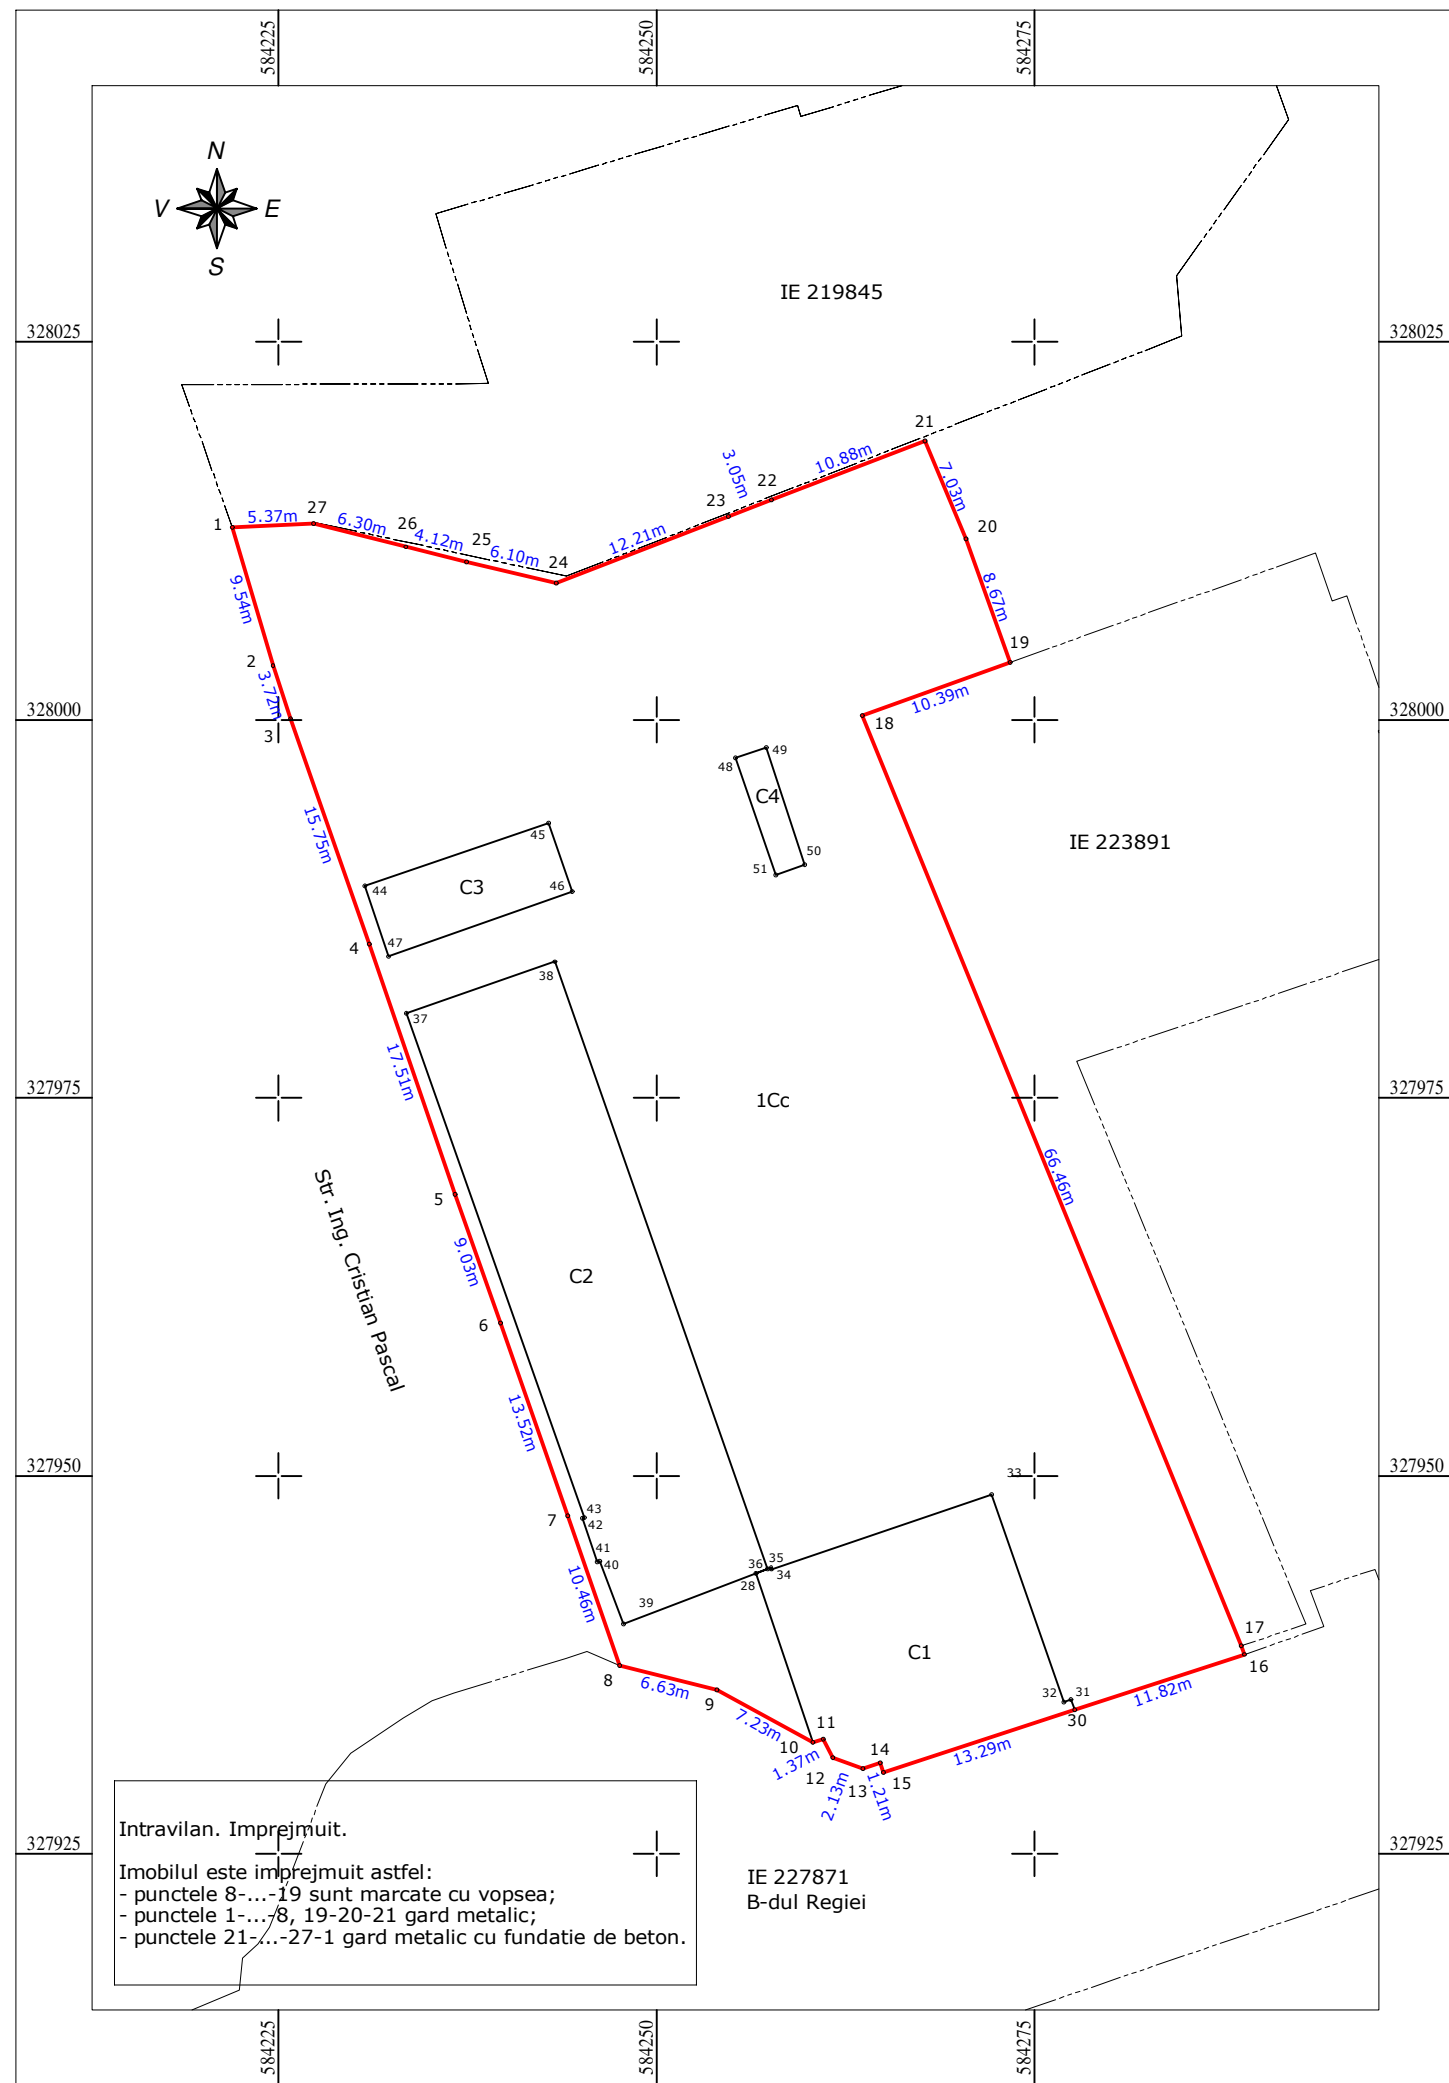 584225
584250
584275
N
V
E
S
IE 219845
328025
328025
21
10.88m
3.05m
22
7.03m
23
27
1
5.37m
6.30m
26
4.12m
25
6.10m
24
12.21m
20
9.54m
8.67m
2
19
3.72m
10.39m
328000
328000
3
18
49
48
C4
15.75m
45
IE 223891
50
51
44
C3
46
47
4
38
37
17.51m
327975
327975
1Cc
66.46m
5
Str. Ing. Cristian Pascal
9.03m
C2
6
13.52m
327950
327950
33
43
7
42
41
40
36
35
34
28
10.46m
39
C1
17
16
8
6.63m
9
32
31
11.82m
30
7.23m
11
10
1.37m
13.29m
14
12
13
15
2.13m
1.21m
Intravilan. Imprejmuit.
327925
327925
Imobilul este imprejmuit astfel:
- punctele 8-...-19 sunt marcate cu vopsea;
- punctele 1-...-8, 19-20-21 gard metalic;
- punctele 21-...-27-1 gard metalic cu fundatie de beton.
IE 227871
B-dul Regiei
584225
584250
584275